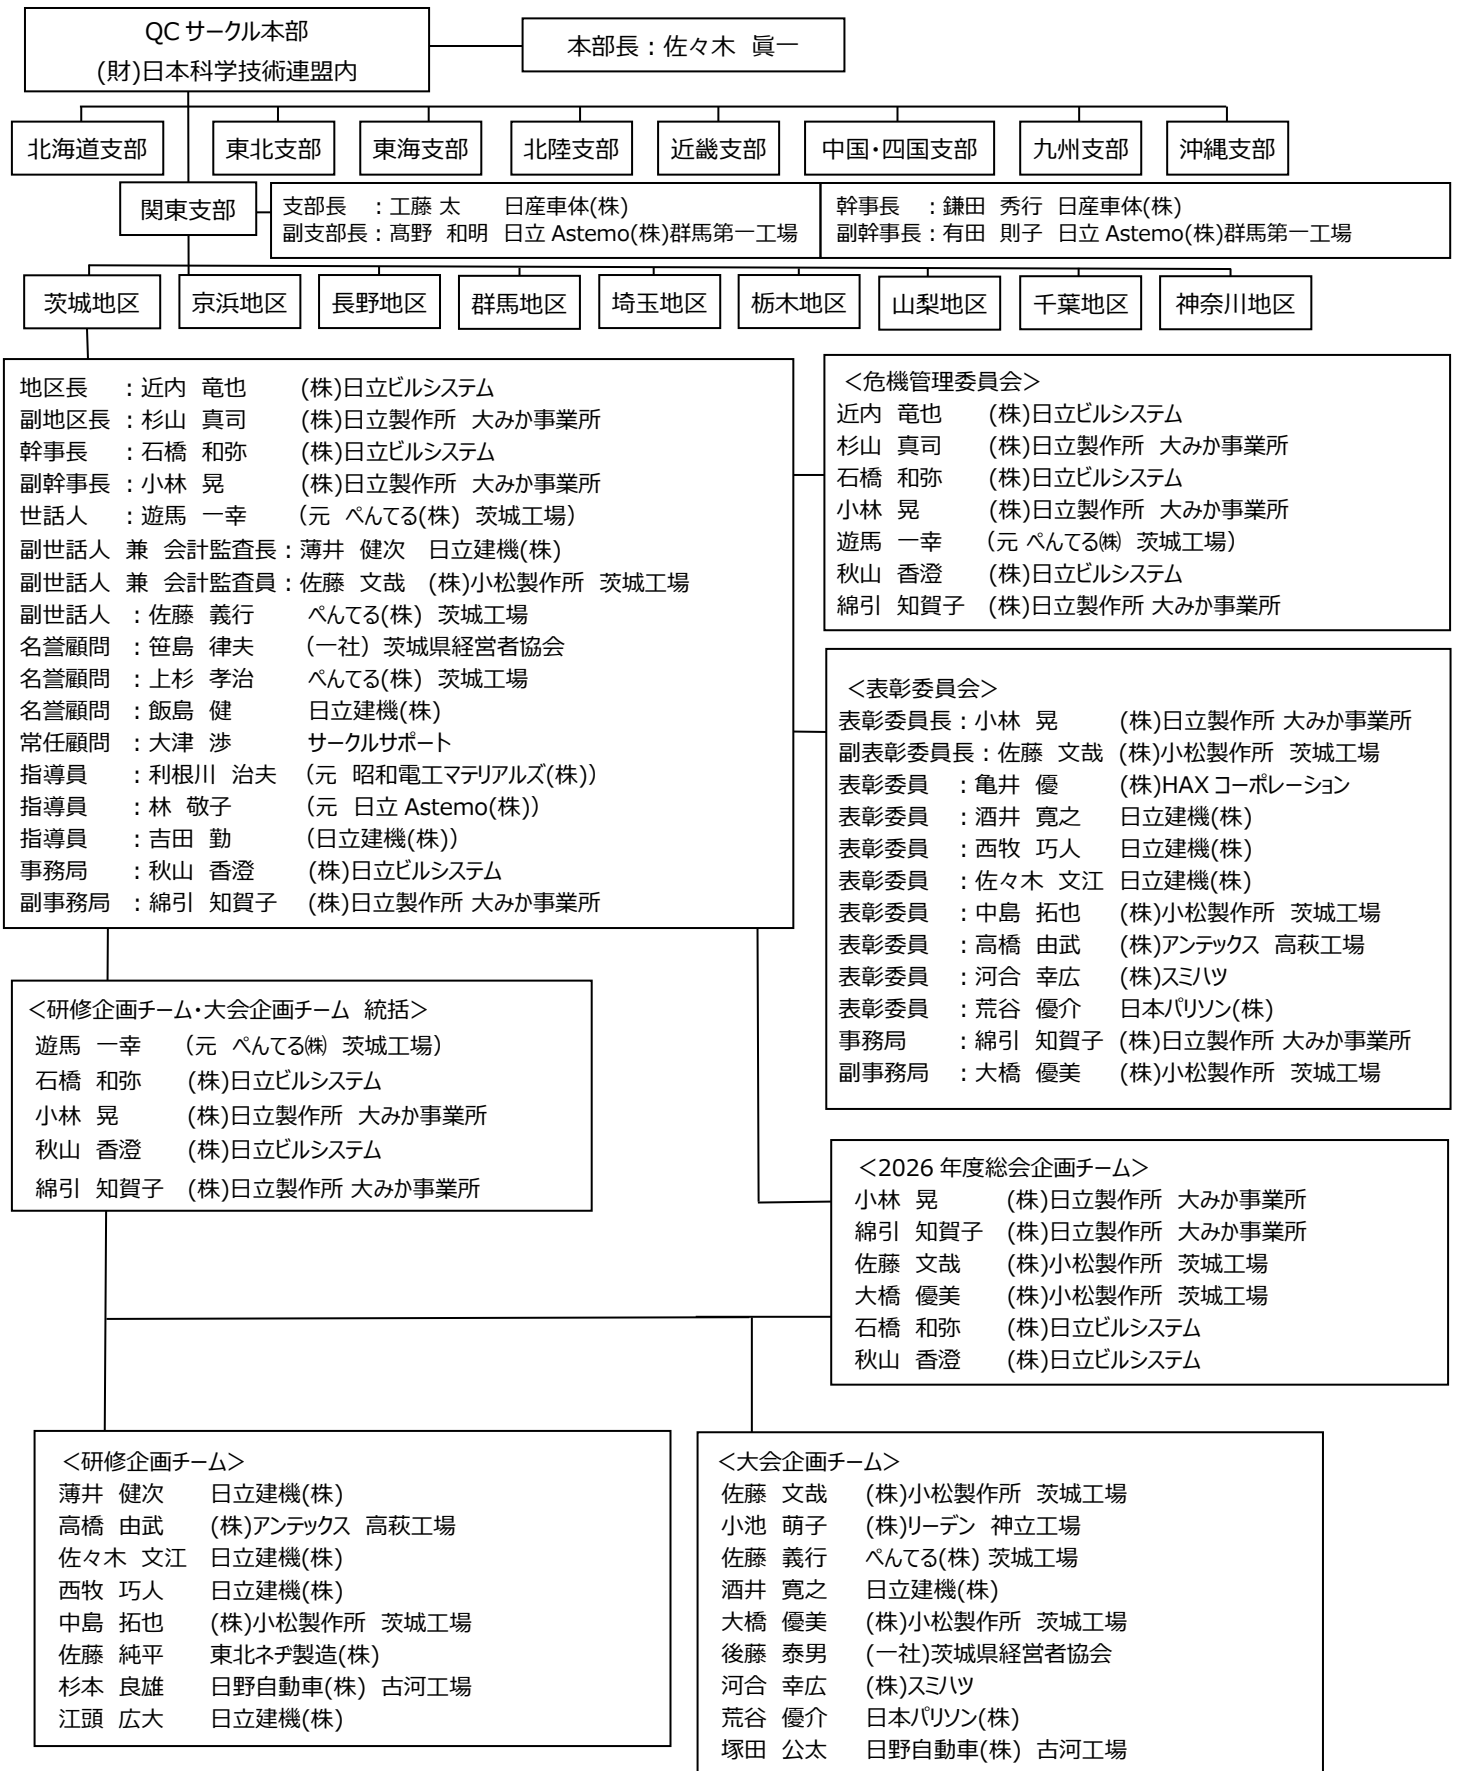 QCサークル本部
(財)日本科学技術連盟内
本部長：佐々木 眞一
北海道支部 東北支部 東海支部 北陸支部 近畿支部 中国・四国支部 九州支部 沖縄支部
関東支部
支部長 ：工藤 太 日産車体(株)
副支部長：髙野 和明 日立 Astemo(株)群馬第一工場
幹事長 ：鎌田 秀行 日産車体(株)
副幹事長：有田 則子 日立 Astemo(株)群馬第一工場
茨城地区 京浜地区 長野地区 群馬地区 埼玉地区 栃木地区 山梨地区 千葉地区 神奈川地区
地区長 ：近内 竜也 (株)日立ビルシステム
副地区長：杉山 真司 (株)日立製作所 大みか事業所
幹事長 ：石橋 和弥 (株)日立ビルシステム
副幹事長：小林 晃 (株)日立製作所 大みか事業所
世話人 ：遊馬 一幸 （元 ぺんてる(株) 茨城工場）
副世話人 兼 会計監査長：薄井 健次 日立建機(株)
副世話人 兼 会計監査員：佐藤 文哉 (株)小松製作所 茨城工場
副世話人 ：佐藤 義行 ぺんてる(株) 茨城工場
名誉顧問 ：笹島 律夫 （一社）茨城県経営者協会
名誉顧問 ：上杉 孝治 ぺんてる(株) 茨城工場
名誉顧問 ：飯島 健 日立建機(株)
常任顧問 ：大津 渉 サークルサポート
指導員 ：利根川 治夫 （元 昭和電工マテリアルズ(株)）
指導員 ：林 敬子 （元 日立 Astemo(株)）
指導員 ：吉田 勤 （日立建機(株)）
事務局 ：秋山 香澄 (株)日立ビルシステム
副事務局 ：綿引 知賀子 (株)日立製作所 大みか事業所
＜危機管理委員会＞
近内 竜也 (株)日立ビルシステム
杉山 真司 (株)日立製作所 大みか事業所
石橋 和弥 (株)日立ビルシステム
小林 晃 (株)日立製作所 大みか事業所
遊馬 一幸 （元 ぺんてる㈱ 茨城工場）
秋山 香澄 (株)日立ビルシステム
綿引 知賀子 (株)日立製作所 大みか事業所
＜表彰委員会＞
表彰委員長：小林 晃 (株)日立製作所 大みか事業所
副表彰委員長：佐藤 文哉 (株)小松製作所 茨城工場
表彰委員 ：亀井 優 (株)HAX コーポレーション
表彰委員 ：酒井 寛之 日立建機(株)
表彰委員 ：西牧 巧人 日立建機(株)
表彰委員 ：佐々木 文江 日立建機(株)
表彰委員 ：中島 拓也 (株)小松製作所 茨城工場
表彰委員 ：高橋 由武 (株)アンテックス 高萩工場
表彰委員 ：河合 幸広 (株)スミハツ
表彰委員 ：荒谷 優介 日本パリソン(株)
事務局 ：綿引 知賀子 (株)日立製作所 大みか事業所
副事務局 ：大橋 優美 (株)小松製作所 茨城工場
＜研修企画チーム・大会企画チーム 統括＞
遊馬 一幸 （元 ぺんてる㈱ 茨城工場）
石橋 和弥 (株)日立ビルシステム
小林 晃 (株)日立製作所 大みか事業所
秋山 香澄 (株)日立ビルシステム
綿引 知賀子 (株)日立製作所 大みか事業所
＜2026 年度総会企画チーム＞
小林 晃 (株)日立製作所 大みか事業所
綿引 知賀子 (株)日立製作所 大みか事業所
佐藤 文哉 (株)小松製作所 茨城工場
大橋 優美 (株)小松製作所 茨城工場
石橋 和弥 (株)日立ビルシステム
秋山 香澄 (株)日立ビルシステム
＜研修企画チーム＞
薄井 健次 日立建機(株)
高橋 由武 (株)アンテックス 高萩工場
佐々木 文江 日立建機(株)
西牧 巧人 日立建機(株)
中島 拓也 (株)小松製作所 茨城工場
佐藤 純平 東北ネヂ製造(株)
杉本 良雄 日野自動車(株) 古河工場
江頭 広大 日立建機(株)
＜大会企画チーム＞
佐藤 文哉 (株)小松製作所 茨城工場
小池 萌子 (株)リーデン 神立工場
佐藤 義行 ぺんてる(株) 茨城工場
酒井 寛之 日立建機(株)
大橋 優美 (株)小松製作所 茨城工場
後藤 泰男 (一社)茨城県経営者協会
河合 幸広 (株)スミハツ
荒谷 優介 日本パリソン(株)
塚田 公太 日野自動車(株) 古河工場